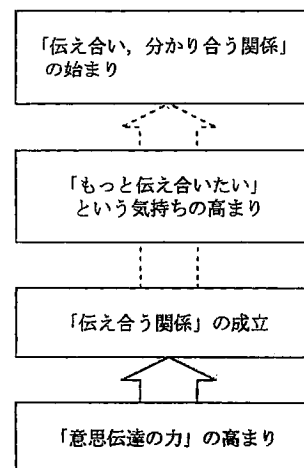 「伝え合い，分かり合う関係」
の始まり
「もっと伝え合いたい」
という気持ちの高まり
「伝え合う関係」の成立
「意思伝達の力」の高まり